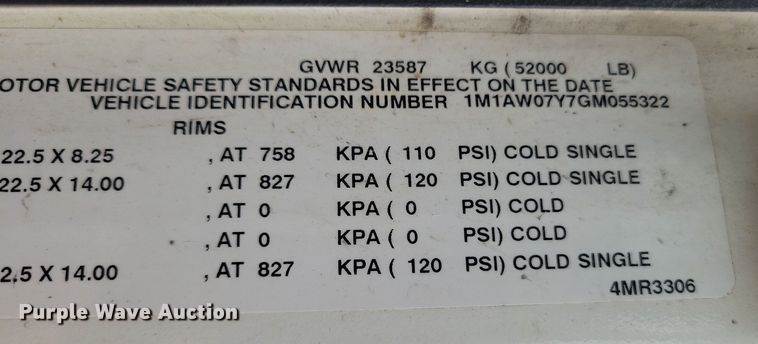 GVWR 23587 KG ( 52000 LB)
OTOR VEHICLE SAFETY STANDARDS IN EFFECT ON THE DATE
VEHICLE IDENTIFICATION NUMBER 1M1AW07Y7GM055322
RIMS
22.5 X 8.25 , AT 758 KPA ( 110 PSI) COLD SINGLE
22.5 X 14.00 , AT 827 KPA ( 120 PSI) COLD SINGLE
, AT 0 KPA ( 0 PSI) COLD
, AT 0 KPA ( 0 PSI) COLD
2.5 X 14.00 , AT 827 KPA ( 120 PSI) COLD SINGLE
4MR3306
Purple Wave Auction